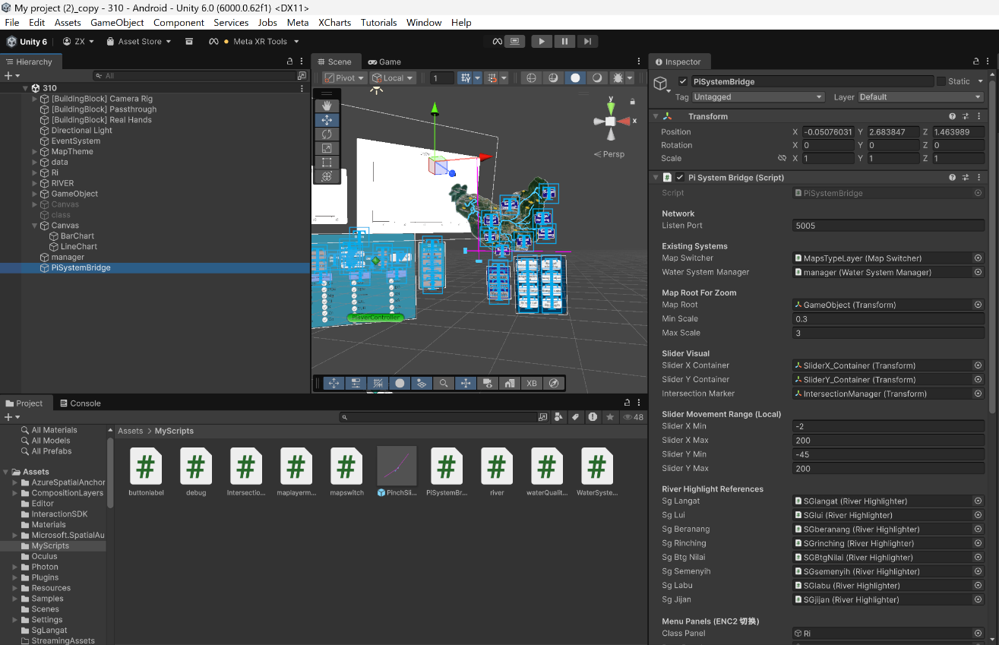 My project (2)_copy - 310 - Android - Unity 6.0 (6000.0.62f1) <DX11>
File Edit Assets GameObject Component Services Jobs Meta XCharts Tutorials Window Help
Unity 6 ZX Asset Store Meta XR Tools
Hierarchy
All
310
[BuildingBlock] Camera Rig
[BuildingBlock] Passthrough
[BuildingBlock] Real Hands
Directional Light
EventSystem
MapTheme
data
Ri
RIVER
GameObject
Canvas
class
Canvas
BarChart
LineChart
manager
PiSystemBridge
Scene Game
Pivot Local 1
y
x
Persp
PlayerController
XB
Inspector
PiSystemBridge Static
Tag Untagged Layer Default
Transform
Position X -0.05076031 Y 2.683847 Z 1.463989
Rotation X 0 Y 0 Z 0
Scale X 1 Y 1 Z 1
Pi System Bridge (Script)
Script PiSystemBridge
Network
Listen Port 5005
Existing Systems
Map Switcher MapsTypeLayer (Map Switcher)
Water System Manager manager (Water System Manager)
Map Root For Zoom
Map Root GameObject (Transform)
Min Scale 0.3
Max Scale 3
Slider Visual
Slider X Container SliderX_Container (Transform)
Slider Y Container SliderY_Container (Transform)
Intersection Marker IntersectionManager (Transform)
Slider Movement Range (Local)
Slider X Min -2
Slider X Max 200
Slider Y Min -45
Slider Y Max 200
River Highlight References
Sg Langat SGlangat (River Highlighter)
Sg Lui SGlui (River Highlighter)
Sg Beranang SGberanang (River Highlighter)
Sg Rinching SGrinching (River Highlighter)
Sg Btg Nilai SGBtgNilai (River Highlighter)
Sg Semenyih SGsemenyih (River Highlighter)
Sg Labu SGlabu (River Highlighter)
Sg Jijan SGjijan (River Highlighter)
Menu Panels (ENC2 切换)
Class Panel Ri
Project Console
48
All Materials
All Models
All Prefabs
Assets
AzureSpatialAnchor
CompositionLayers
Editor
InteractionSDK
Materials
Microsoft.SpatialAu
MyScripts
Oculus
Photon
Plugins
Resources
Samples
Scenes
Settings
SgLangat
StreamingAssets
Assets > MyScripts
buttonlabel debug Intersectio... maplayerm... mapswitch PinchSli... PiSystemBr... river waterQualit... WaterSyste...